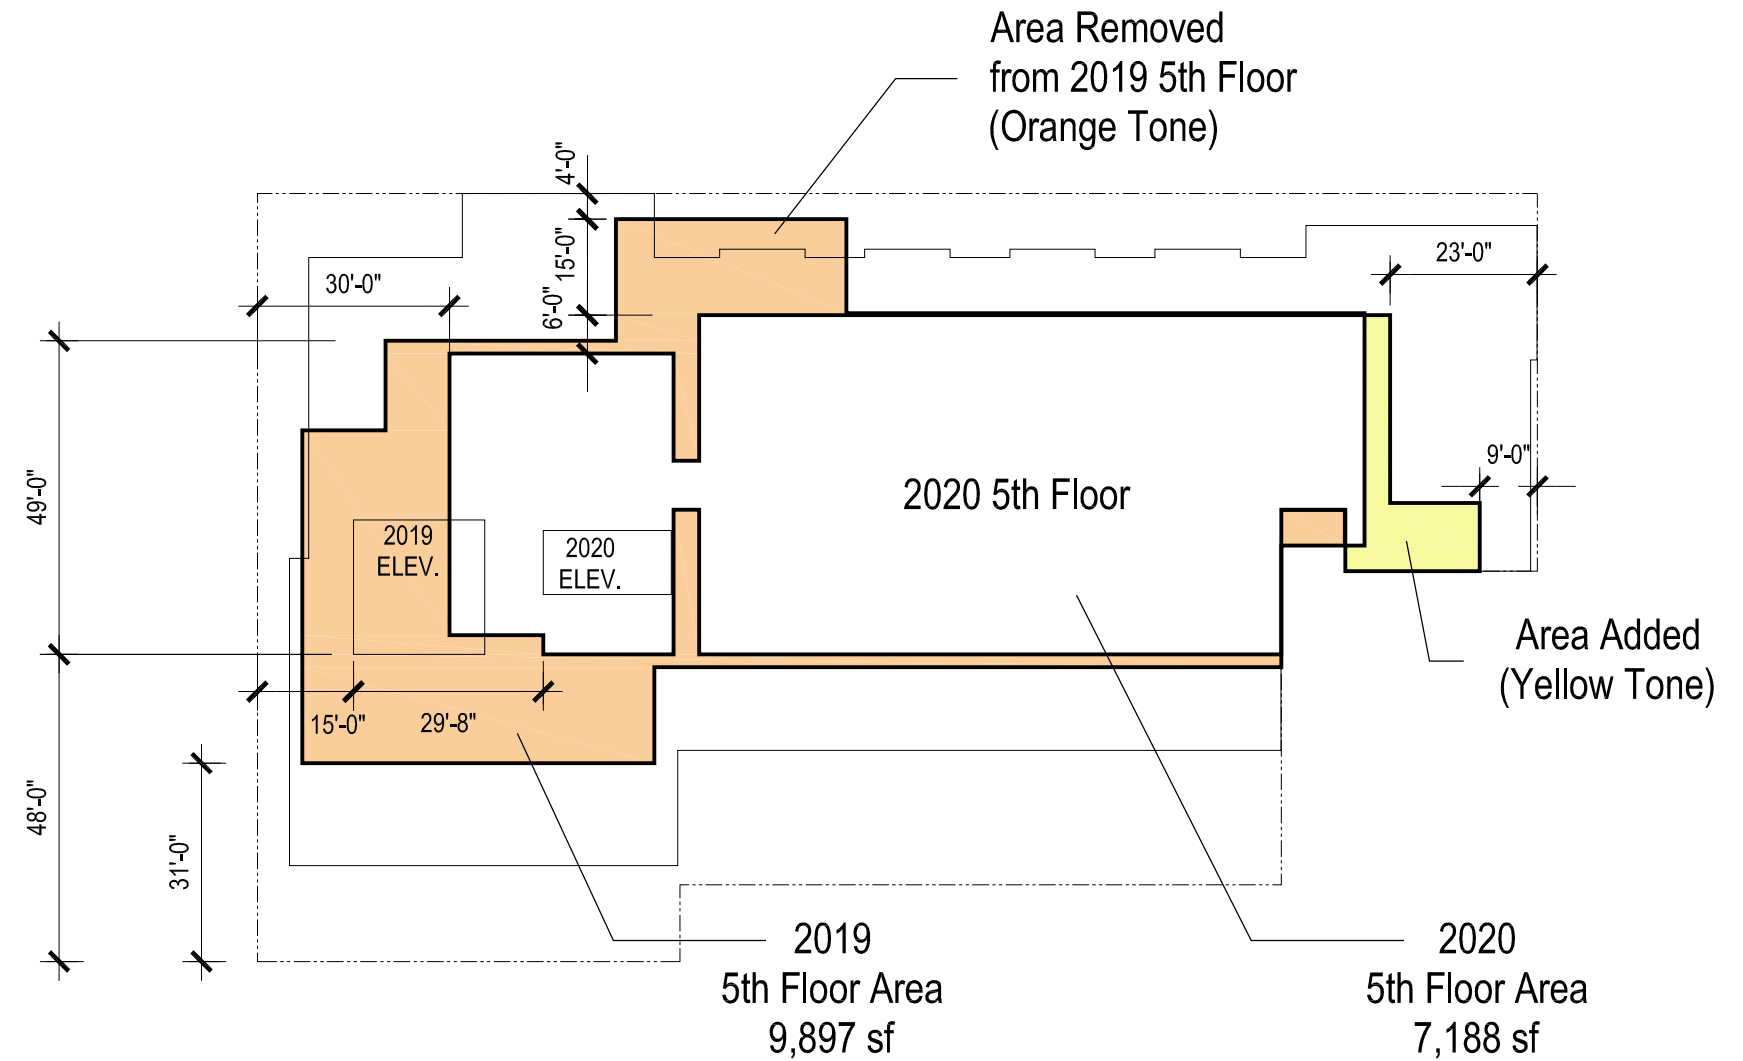 Area Removed
from 2019 5th Floor
(Orange Tone)
4'-0"
15'-0"
6'-0"
30'-0"
23'-0"
9'-0"
49'-0"
2020 5th Floor
2019
ELEV.
2020
ELEV.
Area Added
(Yellow Tone)
15'-0"
29'-8"
48'-0"
31'-0"
2019
5th Floor Area
9,897 sf
2020
5th Floor Area
7,188 sf